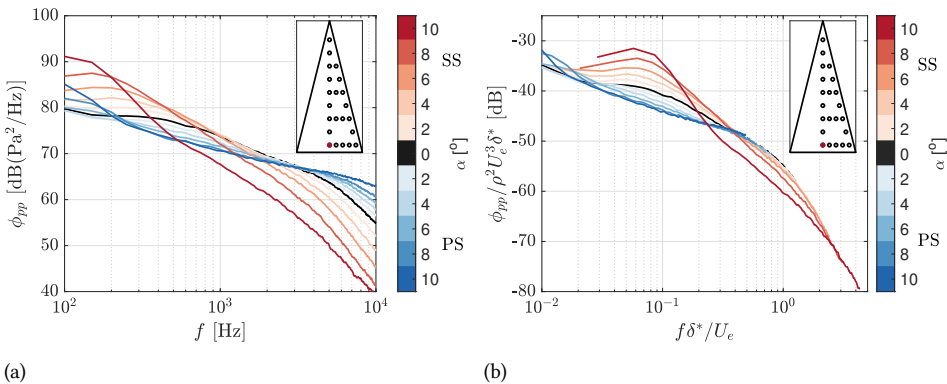 100
90
80
70
60
50
40
ϕ_pp [dB(Pa²/Hz)]
10² 10³ 10⁴
f [Hz]
10
8
6
4
2
0
2
4
6
8
10
SS
α [º]
PS
(a)
-30
-40
-50
-60
-70
-80
ϕ_pp/ρ²U_e³δ* [dB]
10⁻² 10⁻¹ 10⁰
fδ*/U_e
10
8
6
4
2
0
2
4
6
8
10
SS
α [º]
PS
(b)